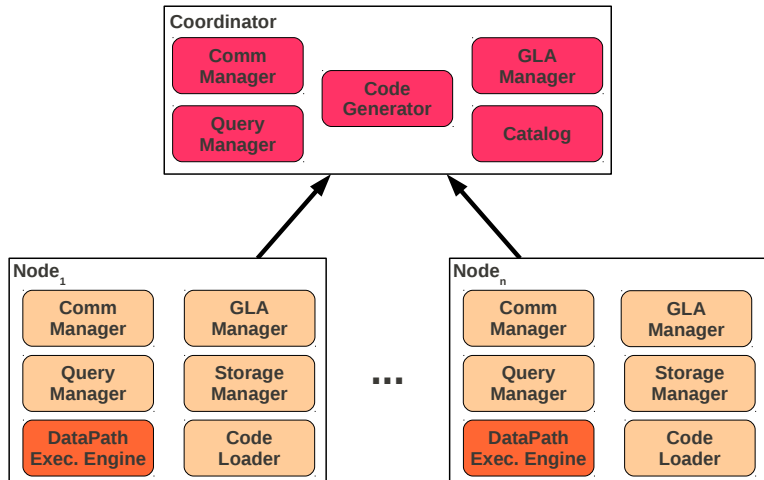 Coordinator
Comm
Manager
GLA
Manager
Code
Generator
Query
Manager
Catalog
Node1
Comm
Manager
GLA
Manager
Query
Manager
Storage
Manager
DataPath
Exec. Engine
Code
Loader
...
Noden
Comm
Manager
GLA
Manager
Query
Manager
Storage
Manager
DataPath
Exec. Engine
Code
Loader